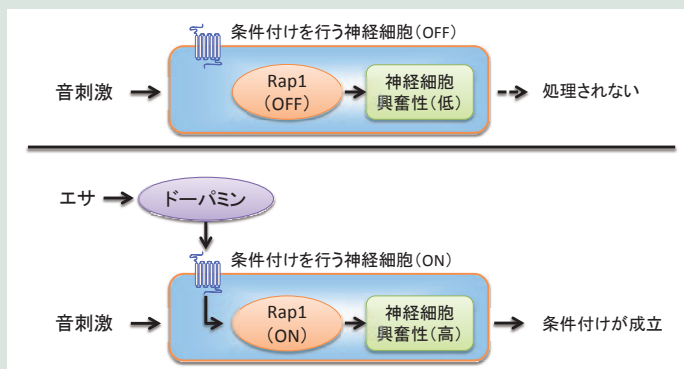 条件付けを行う神経細胞(OFF)
音刺激
Rap1
(OFF)
神経細胞
興奮性(低)
処理されない
エサ
ドーパミン
条件付けを行う神経細胞(ON)
音刺激
Rap1
(ON)
神経細胞
興奮性(高)
条件付けが成立